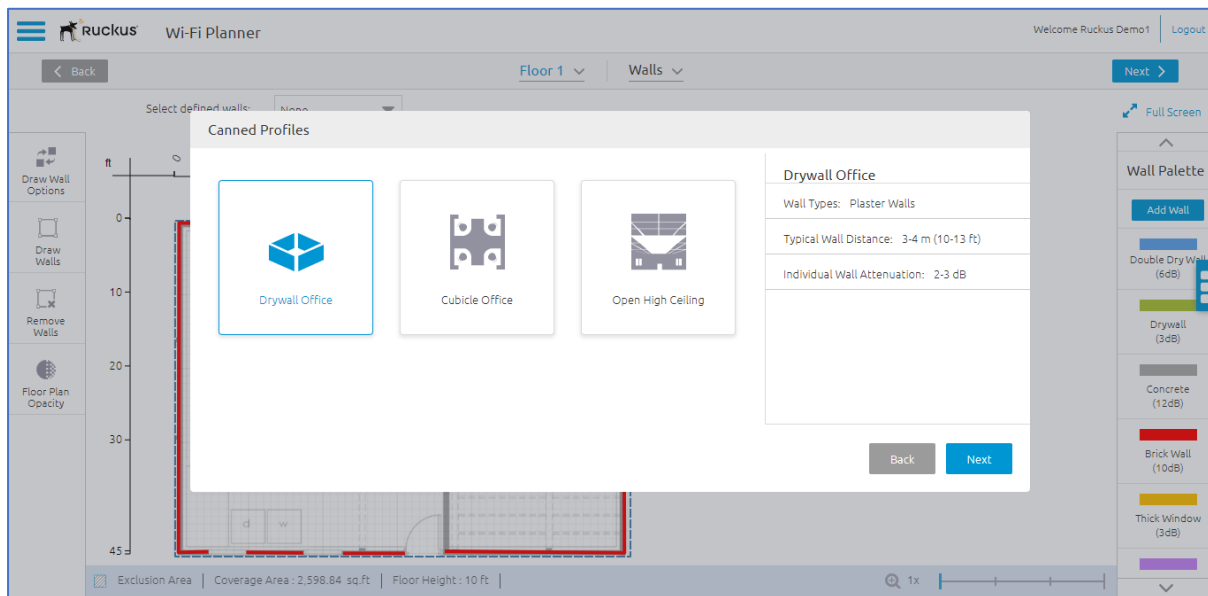 Ruckus Wi-Fi Planner
Welcome Ruckus Demo1 Logout
Back
Floor 1
Walls
Next
Select defined walls: None
Full Screen
Canned Profiles
Drywall Office
Cubicle Office
Open High Ceiling
Drywall Office
Wall Types: Plaster Walls
Typical Wall Distance: 3-4 m (10-13 ft)
Individual Wall Attenuation: 2-3 dB
Back
Next
Draw Wall
Options
Draw
Walls
Remove
Walls
Floor Plan
Opacity
ft
0
0
10
20
30
45
d
w
Wall Palette
Add Wall
Double Dry Wall
(6dB)
Drywall
(3dB)
Concrete
(12dB)
Brick Wall
(10dB)
Thick Window
(3dB)
Exclusion Area Coverage Area : 2,598.84 sq.ft Floor Height : 10 ft
1x